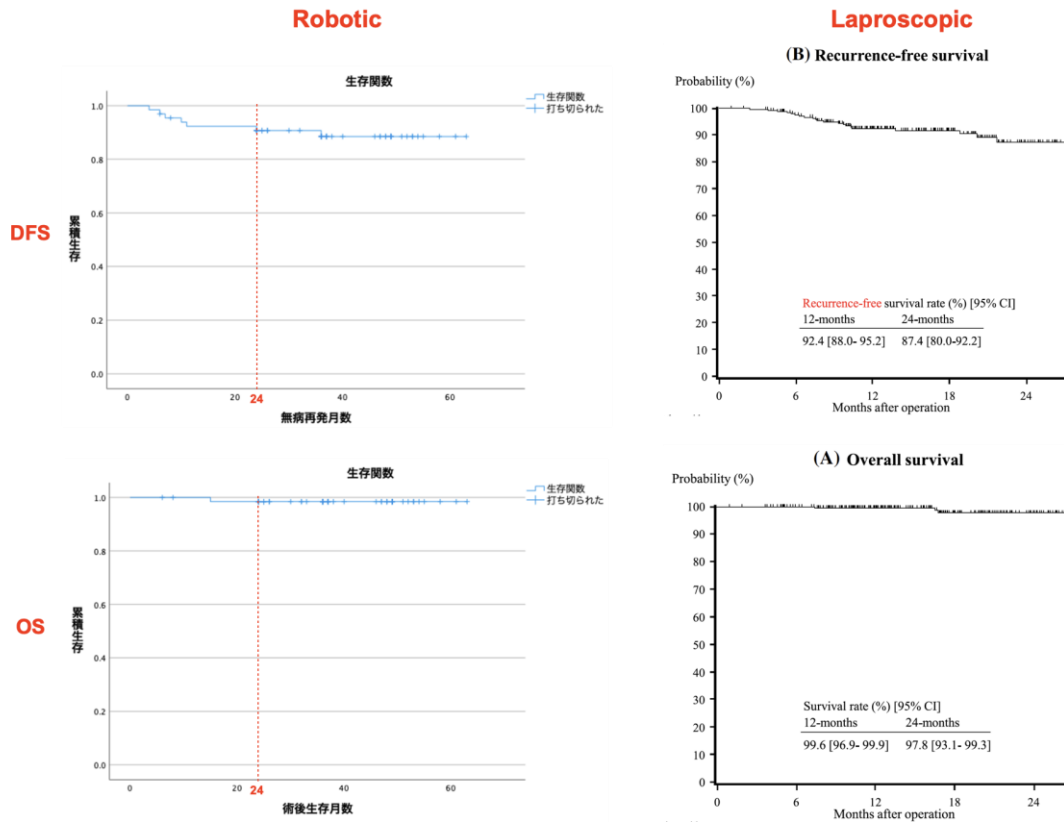 Robotic
Laproscopic
DFS
生存関数
生存関数
打ち切られた
累積生存
1.0
0.8
0.6
0.4
0.2
0.0
0
20
24
40
60
無病再発月数
(B) Recurrence-free survival
Probability (%)
100
90
80
70
60
50
40
30
20
10
0
Recurrence-free survival rate (%) [95% CI]
12-months 24-months
92.4 [88.0- 95.2] 87.4 [80.0-92.2]
0 6 12 18 24
Months after operation
OS
生存関数
生存関数
打ち切られた
累積生存
1.0
0.8
0.6
0.4
0.2
0.0
0
20
24
40
60
術後生存月数
(A) Overall survival
Probability (%)
100
90
80
70
60
50
40
30
20
10
0
Survival rate (%) [95% CI]
12-months 24-months
99.6 [96.9- 99.9] 97.8 [93.1- 99.3]
0 6 12 18 24
Months after operation